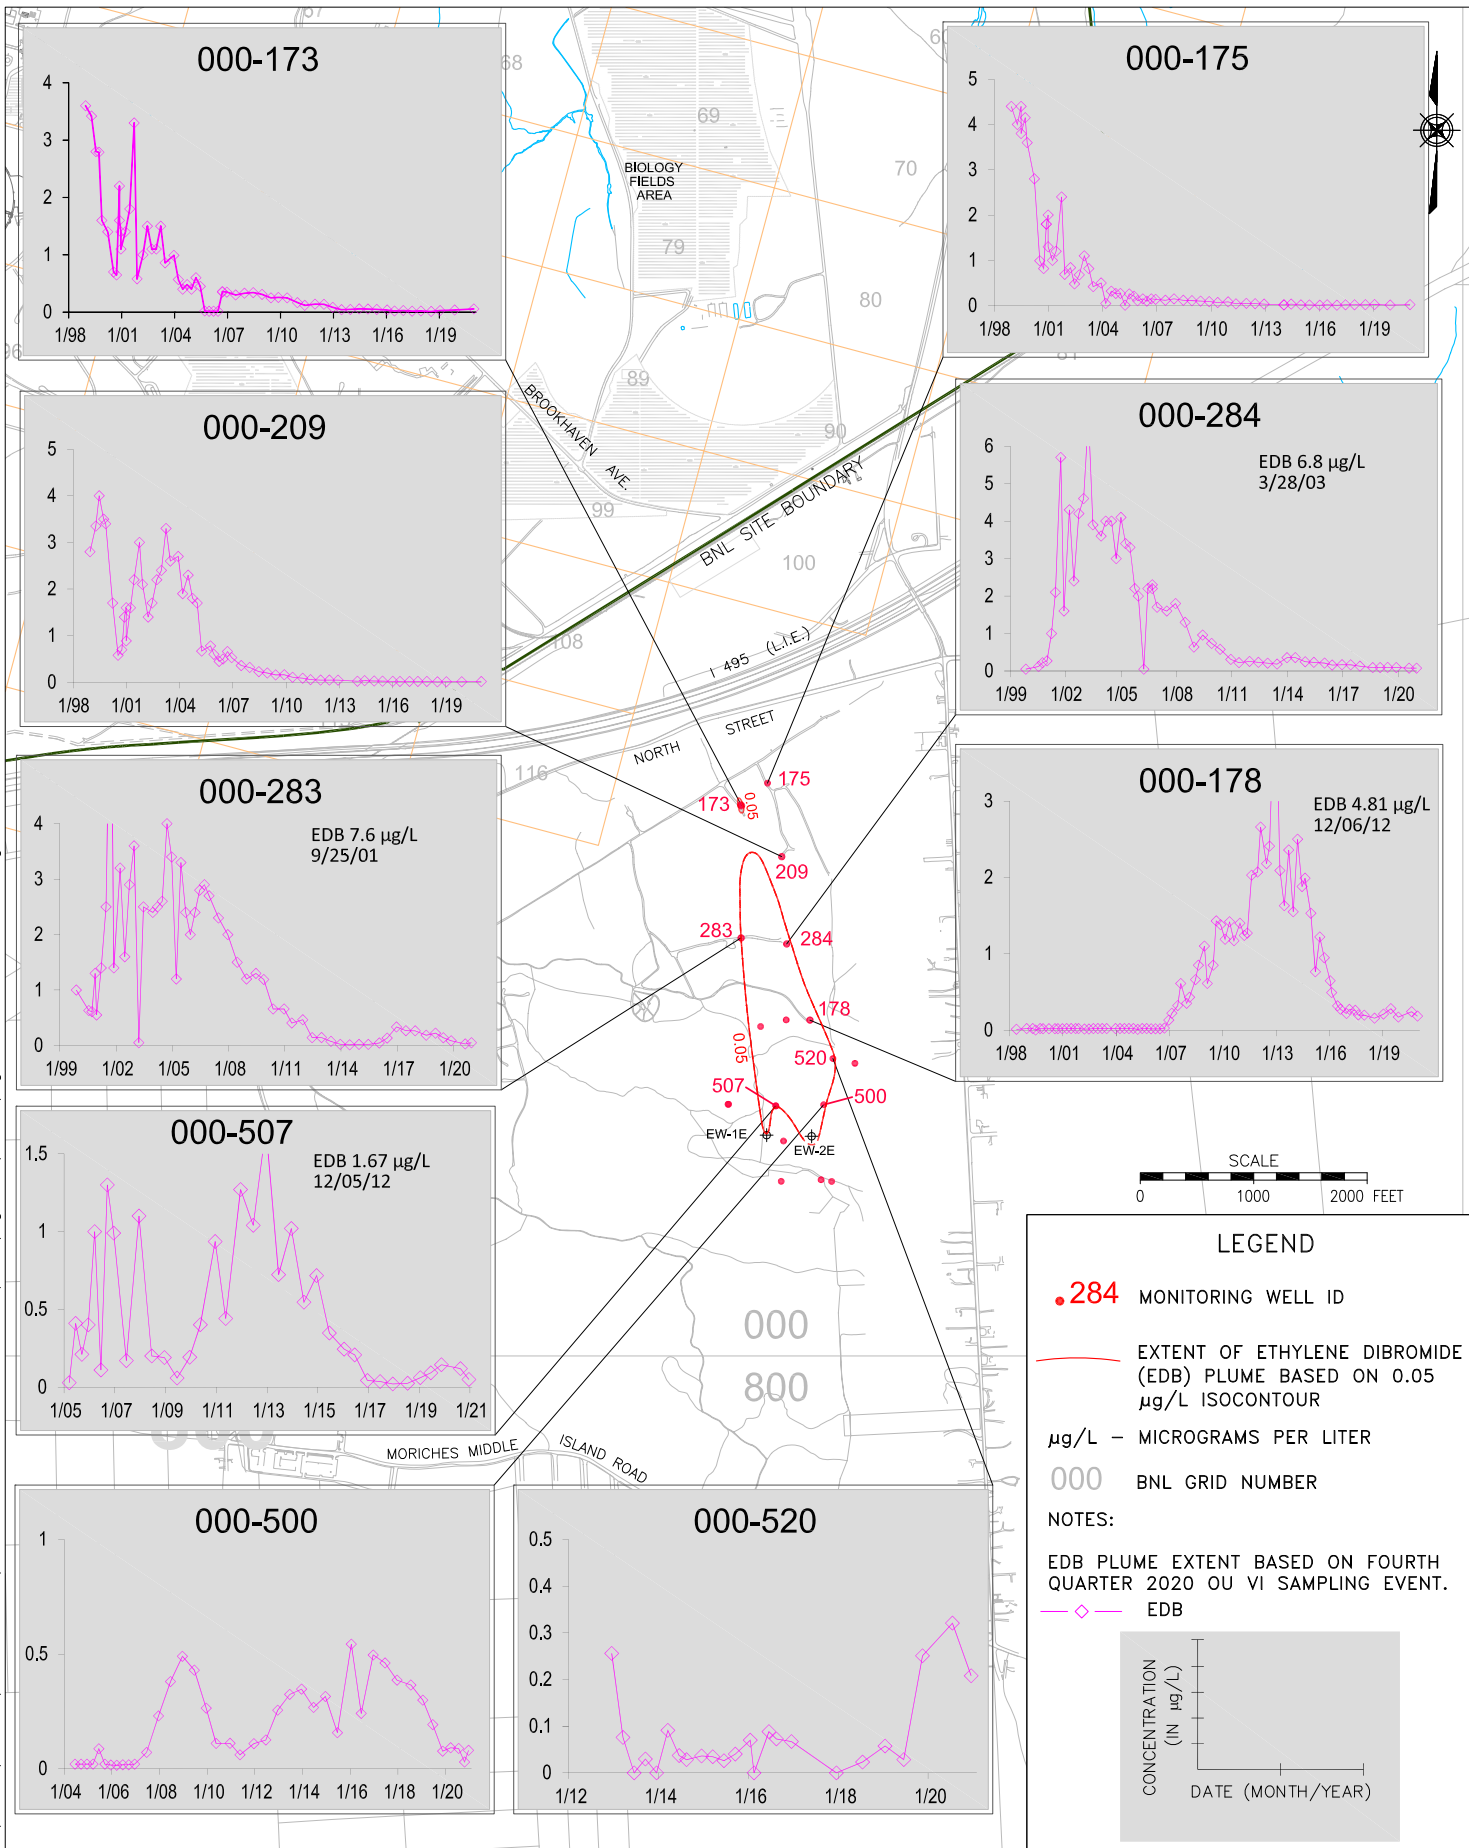 000-173
4
3
2
1
0
1/98 1/01 1/04 1/07 1/10 1/13 1/16 1/19
000-175
5
4
3
2
1
0
1/98 1/01 1/04 1/07 1/10 1/13 1/16 1/19
68
69
70
BIOLOGY
FIELDS
AREA
79
80
89
90
99
100
108
116
BROOKHAVEN AVE.
BNL SITE BOUNDARY
I 495 (L.I.E.)
NORTH STREET
000-209
5
4
3
2
1
0
1/98 1/01 1/04 1/07 1/10 1/13 1/16 1/19
000-284
EDB 6.8 µg/L
3/28/03
6
5
4
3
2
1
0
1/99 1/02 1/05 1/08 1/11 1/14 1/17 1/20
000-283
EDB 7.6 µg/L
9/25/01
4
3
2
1
0
1/99 1/02 1/05 1/08 1/11 1/14 1/17 1/20
000-178
EDB 4.81 µg/L
12/06/12
3
2
1
0
1/98 1/01 1/04 1/07 1/10 1/13 1/16 1/19
175
173
0.05
209
283
284
178
0.05
520
507
500
EW-1E
EW-2E
000-507
EDB 1.67 µg/L
12/05/12
1.5
1
0.5
0
1/05 1/07 1/09 1/11 1/13 1/15 1/17 1/19 1/21
SCALE
0 1000 2000 FEET
000
800
MORICHES MIDDLE ISLAND ROAD
000-500
1
0.5
0
1/04 1/06 1/08 1/10 1/12 1/14 1/16 1/18 1/20
000-520
0.5
0.4
0.3
0.2
0.1
0
1/12 1/14 1/16 1/18 1/20
LEGEND
284 MONITORING WELL ID
EXTENT OF ETHYLENE DIBROMIDE
(EDB) PLUME BASED ON 0.05
µg/L ISOCONTOUR
µg/L – MICROGRAMS PER LITER
000 BNL GRID NUMBER
NOTES:
EDB PLUME EXTENT BASED ON FOURTH
QUARTER 2020 OU VI SAMPLING EVENT.
EDB
CONCENTRATION
(IN µg/L)
DATE (MONTH/YEAR)